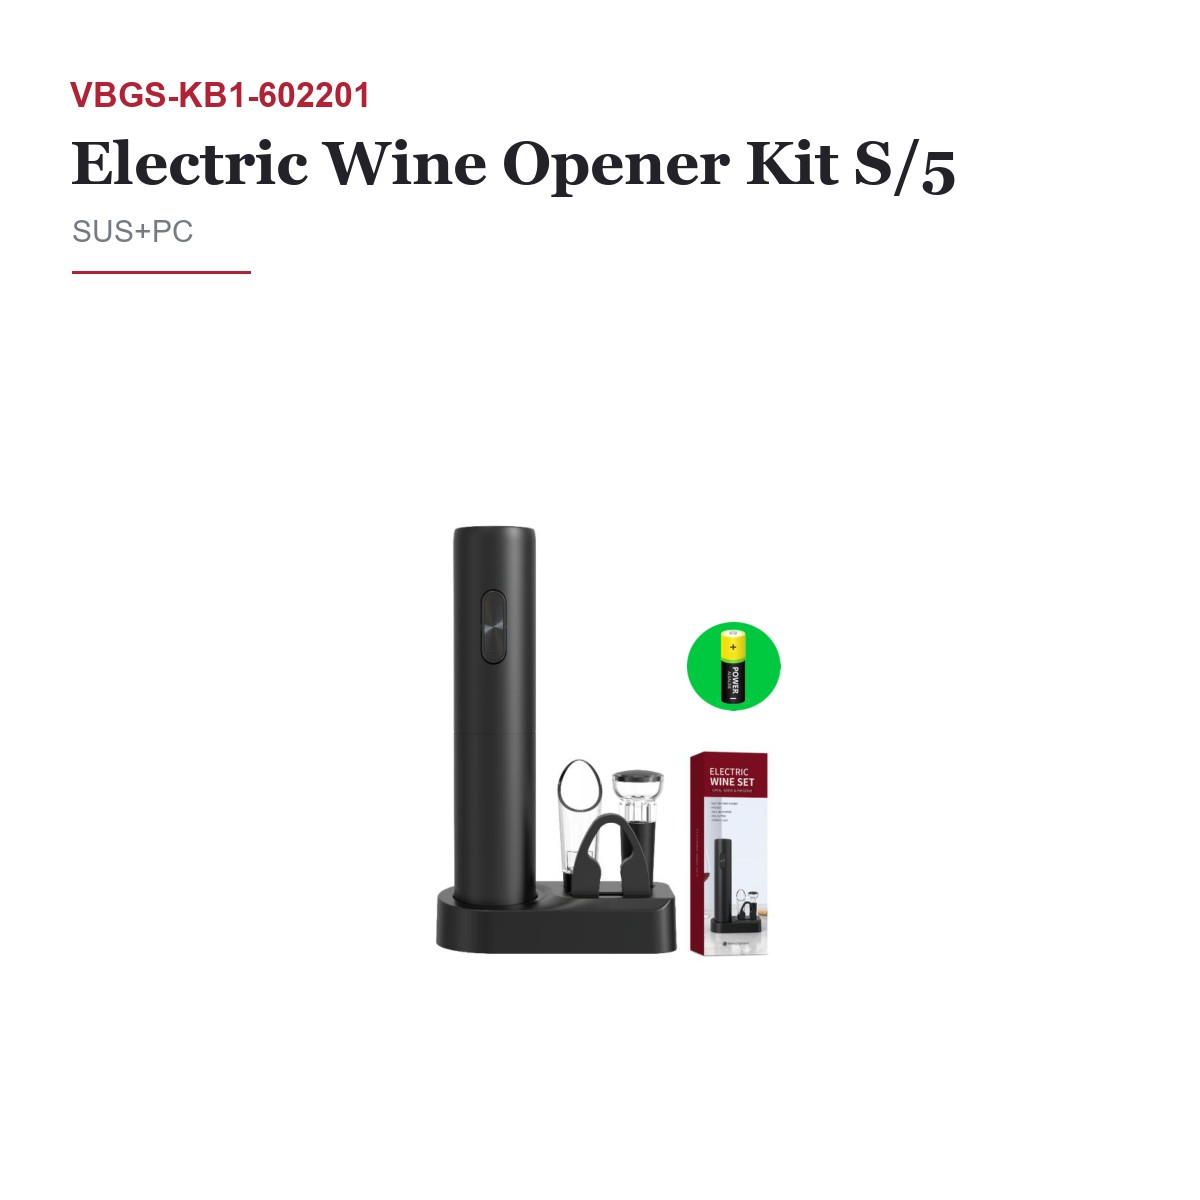 VBGS-KB1-602201
Electric Wine Opener Kit S/5
SUS+PC
+
POWER
ELECTRIC
WINE SET